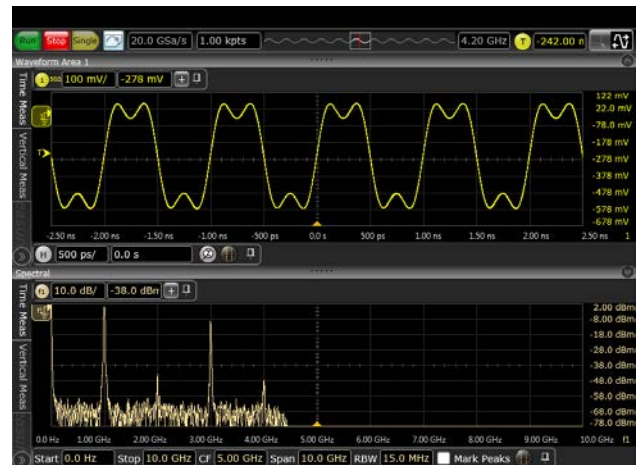 Run Stop Single 20.0 GSa/s 1.00 kpts 4.20 GHz T -242.00 m
Waveform Area 1
1 50Ω 100 mV/ -278 mV +
Time Meas
Vertical Meas
122 mV
22.0 mV
-78.0 mV
-178 mV
-278 mV
-378 mV
-478 mV
-578 mV
-678 mV
T
-2.50 ns -2.00 ns -1.50 ns -1.00 ns -500 ps 0.0 s 500 ps 1.00 ns 1.50 ns 2.00 ns 2.50 ns 1
H 500 ps/ 0.0 s
Spectral
f1 10.0 dB/ -38.0 dBm +
Time Meas
Vertical Meas
2.00 dBm
-8.00 dBm
-18.0 dBm
-28.0 dBm
-38.0 dBm
-48.0 dBm
-58.0 dBm
-68.0 dBm
-78.0 dBm
0.0 Hz 1.00 GHz 2.00 GHz 3.00 GHz 4.00 GHz 5.00 GHz 6.00 GHz 7.00 GHz 8.00 GHz 9.00 GHz 10.0 GHz f1
Start 0.0 Hz Stop 10.0 GHz CF 5.00 GHz Span 10.0 GHz RBW 15.0 MHz Mark Peaks